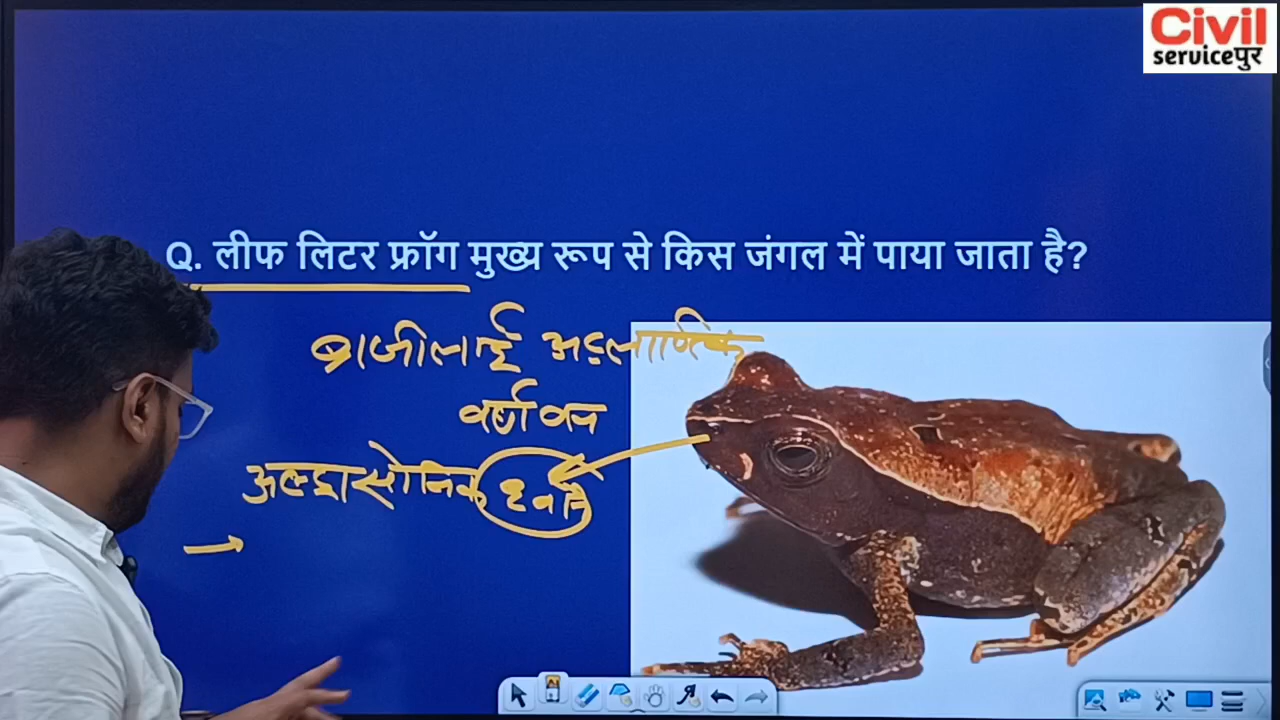 Civil
serviceपुर
Q. लीफ लिटर फ्रॉग मुख्य रूप से किस जंगल में पाया जाता है?
ब्राजीलाई अटलाण्टिक
वर्षा वन
अल्ट्रासोनिक ध्वनि